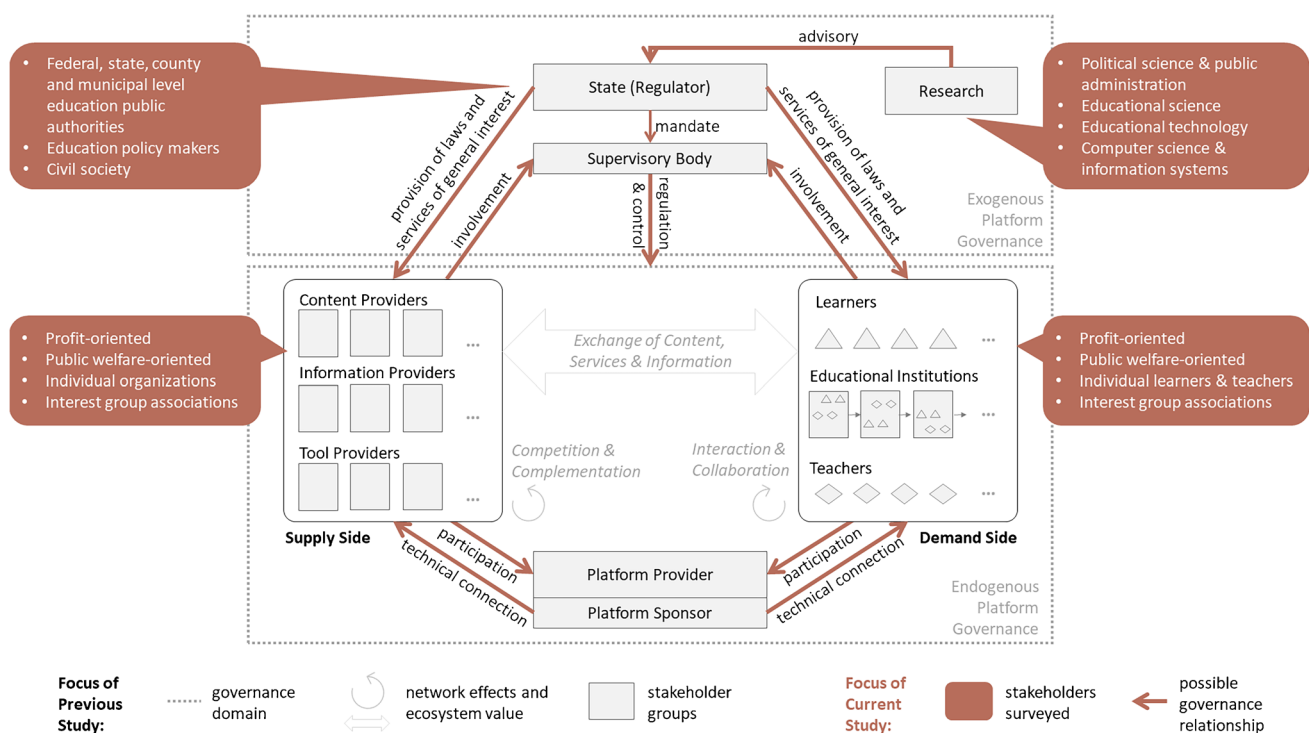 advisory
• Federal, state, county
and municipal level
education public
authorities
• Education policy makers
• Civil society
State (Regulator)
Research
• Political science & public
administration
• Educational science
• Educational technology
• Computer science &
information systems
mandate
Supervisory Body
provision of laws and
services of general interest
involvement
regulation
& control
involvement
provision of laws and
services of general interest
Exogenous
Platform
Governance
• Profit-oriented
• Public welfare-oriented
• Individual organizations
• Interest group associations
Content Providers
...
Information Providers
...
Tool Providers
...
Supply Side
Exchange of Content,
Services & Information
Competition &
Complementation
Interaction &
Collaboration
Learners
...
Educational Institutions
...
Teachers
...
Demand Side
• Profit-oriented
• Public welfare-oriented
• Individual learners & teachers
• Interest group associations
participation
technical connection
Platform Provider
Platform Sponsor
participation
technical connection
Endogenous
Platform
Governance
Focus of
Previous
Study:
governance
domain
network effects and
ecosystem value
stakeholder
groups
Focus of
Current
Study:
stakeholders
surveyed
possible
governance
relationship